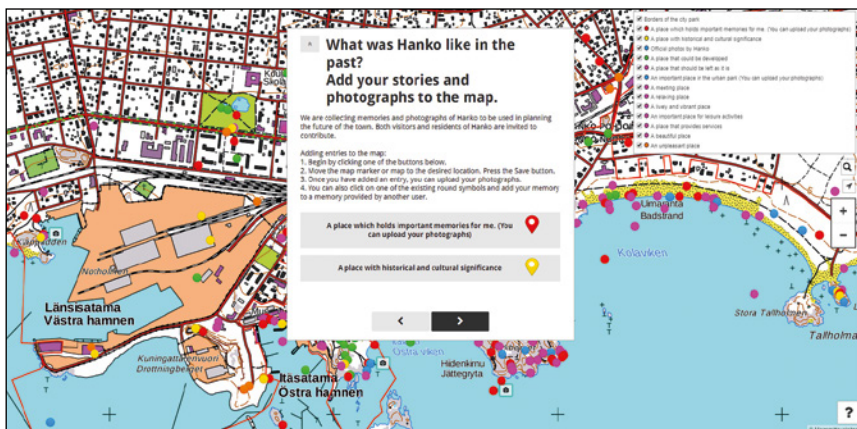 What was Hanko like in the
past?
Add your stories and
photographs to the map.
We are collecting memories and photographs of Hanko to be used in planning
the future of the town. Both visitors and residents of Hanko are invited to
contribute.
Adding entries to the map:
1. Begin by clicking one of the buttons below.
2. Move the map marker or map to the desired location. Press the Save button.
3. Once you have added an entry, you can upload your photographs.
4. You can also click on one of the existing round symbols and add your memory
to a memory provided by another user.
A place which holds important memories for me. (You
can upload your photographs)
A place with historical and cultural significance
<
>
Borders of the city park
A place which holds important memories for me. (You can upload your photographs)
A place with historical and cultural significance
Official photos by Hanko
A place that could be developed
A place that should be left as it is
An important place in the urban park (You can upload your photographs)
A meeting place
A relaxing place
A lively and vibrant place
An important place for leisure activities
A place that provides services
A beautiful place
An unpleasant place
+
−
?
Skola
Notholmen
Länsisatama
Västra hamnen
Kuningattarenvuori
Drottningberget
Itäsatama
Östra hamnen
Östra viken
Hiidenkirnu
Jättegryta
Uimaranta
Badstrand
Kolaviken
Stora Tallholmen
Tallholma